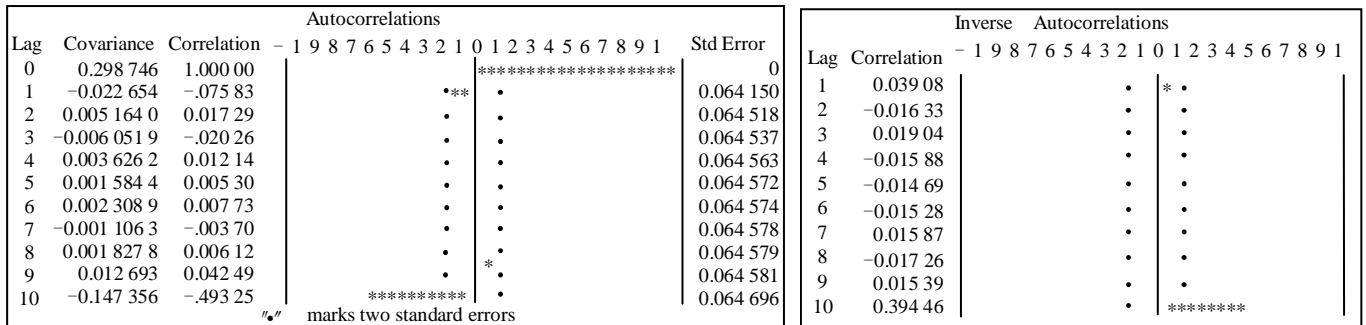 Autocorrelations
Lag Covariance Correlation − 1 9 8 7 6 5 4 3 2 1 0 1 2 3 4 5 6 7 8 9 1 Std Error
0 0.298 746 1.000 00 ******************** 0
1 −0.022 654 −.075 83 •** • 0.064 150
2 0.005 164 0 0.017 29 • • 0.064 518
3 −0.006 051 9 −.020 26 • • 0.064 537
4 0.003 626 2 0.012 14 • • 0.064 563
5 0.001 584 4 0.005 30 • • 0.064 572
6 0.002 308 9 0.007 73 • • 0.064 574
7 −0.001 106 3 −.003 70 • • 0.064 578
8 0.001 827 8 0.006 12 • • 0.064 579
9 0.012 693 0.042 49 • * • 0.064 581
10 −0.147 356 −.493 25 ********** • 0.064 696
"•" marks two standard errors
Inverse Autocorrelations
Lag Correlation − 1 9 8 7 6 5 4 3 2 1 0 1 2 3 4 5 6 7 8 9 1
1 0.039 08 • * •
2 −0.016 33 • •
3 0.019 04 • •
4 −0.015 88 • •
5 −0.014 69 • •
6 −0.015 28 • •
7 0.015 87 • •
8 −0.017 26 • •
9 0.015 39 • •
10 0.394 46 • ********